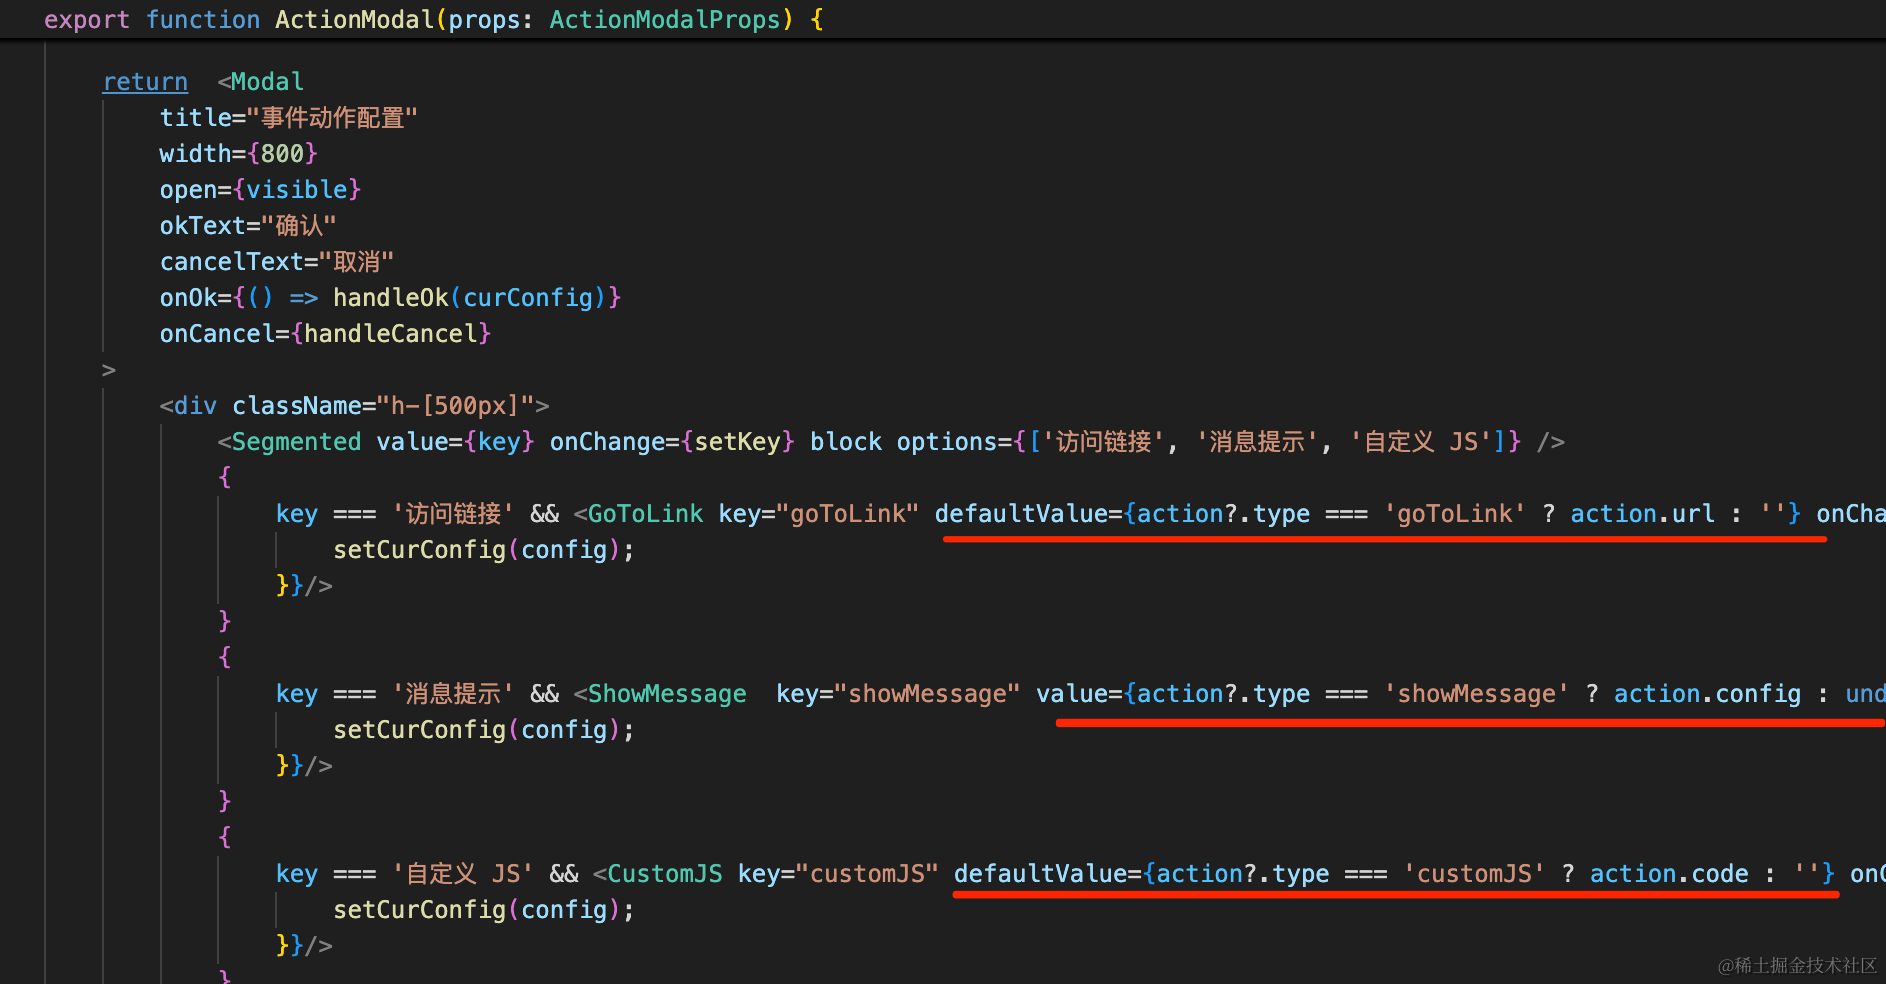 export function ActionModal(props: ActionModalProps) {
return <Modal
title="事件动作配置"
width={800}
open={visible}
okText="确认"
cancelText="取消"
onOk={() => handleOk(curConfig)}
onCancel={handleCancel}
>
<div className="h-[500px]">
<Segmented value={key} onChange={setKey} block options={['访问链接', '消息提示', '自定义 JS']} />
{
key === '访问链接' && <GoToLink key="goToLink" defaultValue={action?.type === 'goToLink' ? action.url : ''} onCha
setCurConfig(config);
}}/>
}
{
key === '消息提示' && <ShowMessage key="showMessage" value={action?.type === 'showMessage' ? action.config : und
setCurConfig(config);
}}/>
}
{
key === '自定义 JS' && <CustomJS key="customJS" defaultValue={action?.type === 'customJS' ? action.code : ''} onC
setCurConfig(config);
}}/>
}
@稀土掘金技术社区